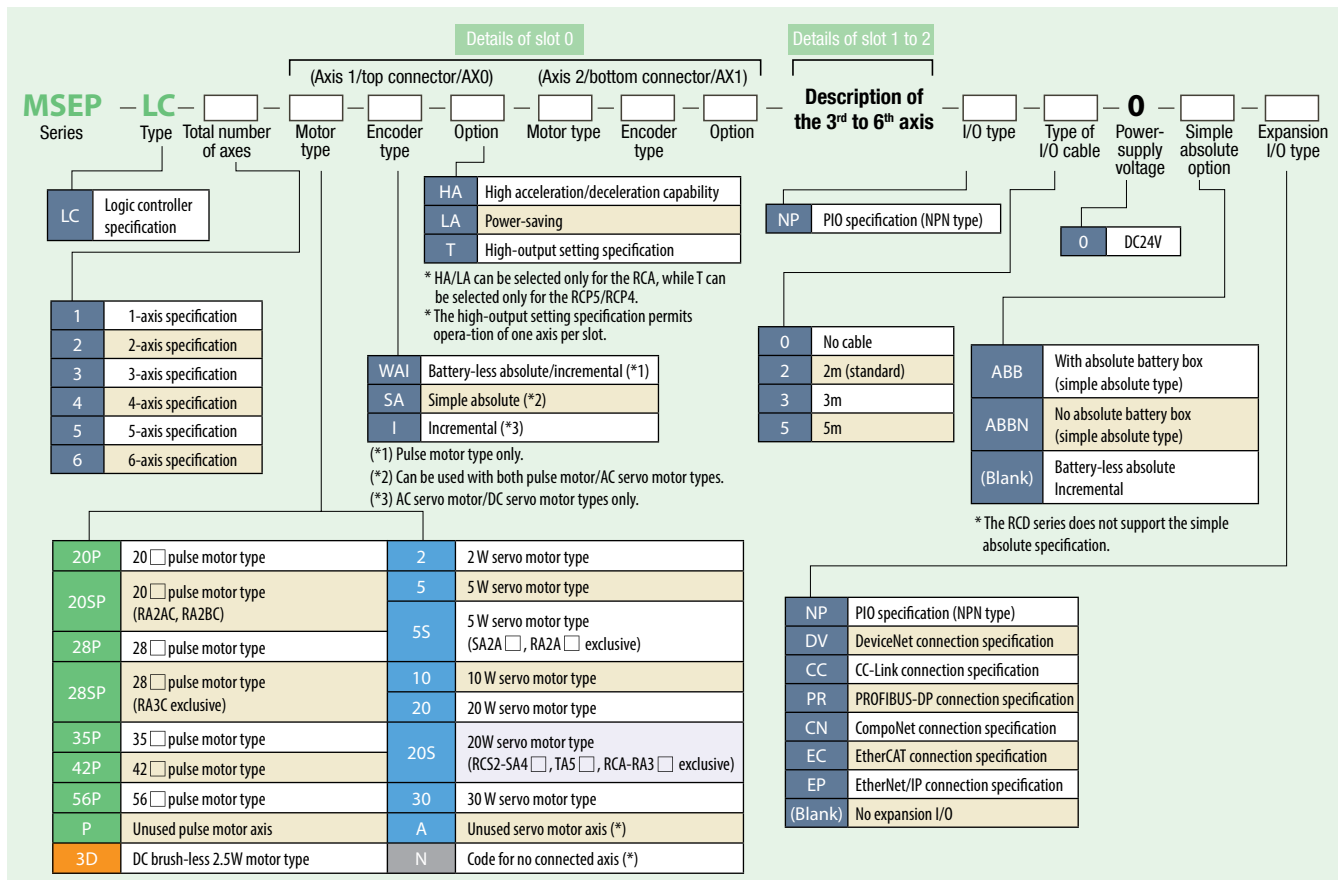 Details of slot 0
Details of slot 1 to 2
(Axis 1/top connector/AX0)
(Axis 2/bottom connector/AX1)
MSEP – LC – – – – – – – – Description of – – – 0 – –
the 3rd to 6th axis
Series
Type
Total number
of axes
Motor
type
Encoder
type
Option
Motor type
Encoder
type
Option
I/O type
Type of
I/O cable
Power-
supply
voltage
Simple
absolute
option
Expansion
I/O type
LC Logic controller
specification
HA High acceleration/deceleration capability
LA Power-saving
T High-output setting specification
* HA/LA can be selected only for the RCA, while T can
be selected only for the RCP5/RCP4.
* The high-output setting specification permits
opera-tion of one axis per slot.
NP PIO specification (NPN type)
0 DC24V
1 1-axis specification
2 2-axis specification
3 3-axis specification
4 4-axis specification
5 5-axis specification
6 6-axis specification
WAI Battery-less absolute/incremental (*1)
SA Simple absolute (*2)
I Incremental (*3)
(*1) Pulse motor type only.
(*2) Can be used with both pulse motor/AC servo motor types.
(*3) AC servo motor/DC servo motor types only.
0 No cable
2 2m (standard)
3 3m
5 5m
ABB With absolute battery box
(simple absolute type)
ABBN No absolute battery box
(simple absolute type)
(Blank) Battery-less absolute
Incremental
* The RCD series does not support the simple
absolute specification.
20P 20 □ pulse motor type
20SP 20 □ pulse motor type
(RA2AC, RA2BC)
28P 28 □ pulse motor type
28SP 28 □ pulse motor type
(RA3C exclusive)
35P 35 □ pulse motor type
42P 42 □ pulse motor type
56P 56 □ pulse motor type
P Unused pulse motor axis
3D DC brush-less 2.5W motor type
2 2 W servo motor type
5 5 W servo motor type
5S 5 W servo motor type
(SA2A □ , RA2A □ exclusive)
10 10 W servo motor type
20 20 W servo motor type
20S 20W servo motor type
(RCS2-SA4 □ , TA5 □ , RCA-RA3 □ exclusive)
30 30 W servo motor type
A Unused servo motor axis (*)
N Code for no connected axis (*)
NP PIO specification (NPN type)
DV DeviceNet connection specification
CC CC-Link connection specification
PR PROFIBUS-DP connection specification
CN CompoNet connection specification
EC EtherCAT connection specification
EP EtherNet/IP connection specification
(Blank) No expansion I/O